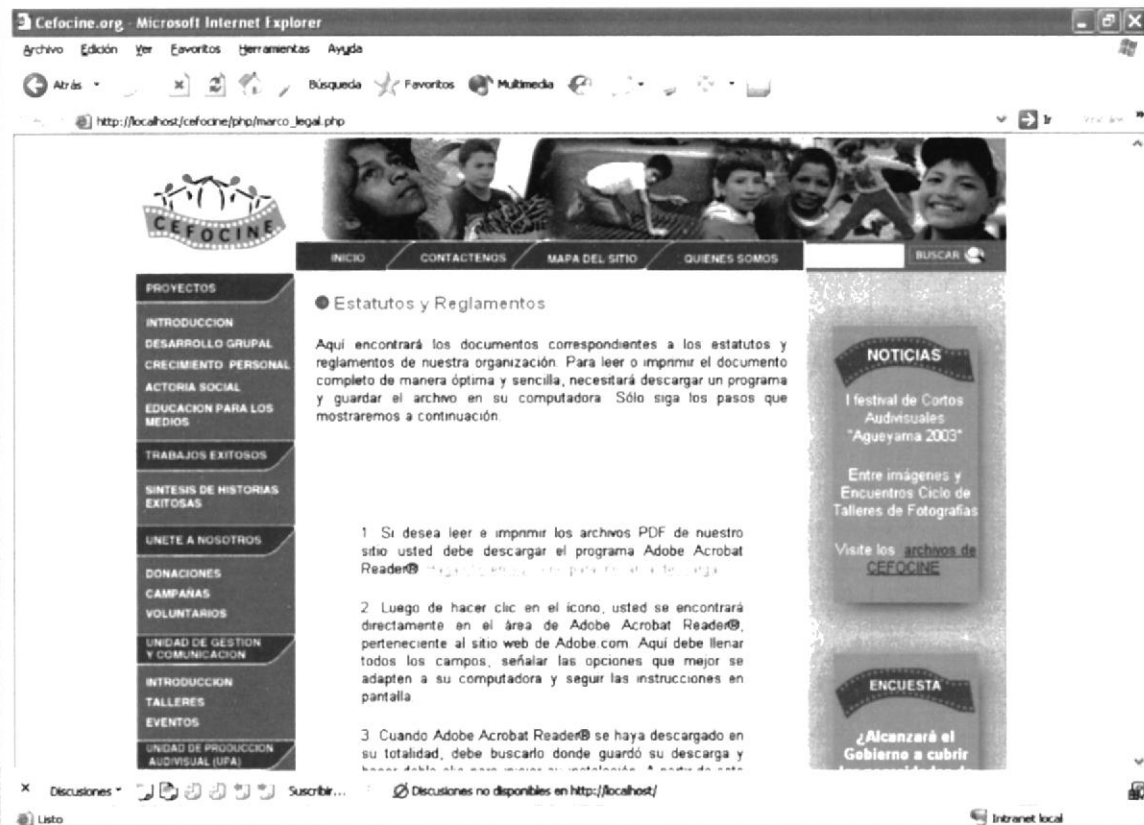 Cefocine.org - Microsoft Internet Explorer
Archivo Edición Ver Favoritos Herramientas Ayuda
Atrás Búsqueda Favoritos Multimedia
http://localhost/cefocine/php/marco_legal.php Ir
CEFOCINE
INICIO CONTACTENOS MAPA DEL SITIO QUIENES SOMOS BUSCAR
PROYECTOS
INTRODUCCION
DESARROLLO GRUPAL
CRECIMIENTO PERSONAL
ACTORIA SOCIAL
EDUCACION PARA LOS
MEDIOS
TRABAJOS EXITOSOS
SINTESIS DE HISTORIAS
EXITOSAS
UNETE A NOSOTROS
DONACIONES
CAMPAÑAS
VOLUNTARIOS
UNIDAD DE GESTION
Y COMUNICACION
INTRODUCCION
TALLERES
EVENTOS
UNIDAD DE PRODUCCION
AUDIVISUAL (UPA)
Estatutos y Reglamentos
Aquí encontrará los documentos correspondientes a los estatutos y
reglamentos de nuestra organización. Para leer o imprimir el documento
completo de manera óptima y sencilla, necesitará descargar un programa
y guardar el archivo en su computadora. Sólo siga los pasos que
mostraremos a continuación.
1. Si desea leer e imprimir los archivos PDF de nuestro
sitio usted debe descargar el programa Adobe Acrobat
Reader®
2. Luego de hacer clic en el ícono, usted se encontrará
directamente en el área de Adobe Acrobat Reader®,
perteneciente al sitio web de Adobe.com. Aquí debe llenar
todos los campos, señalar las opciones que mejor se
adapten a su computadora y seguir las instrucciones en
pantalla.
3. Cuando Adobe Acrobat Reader® se haya descargado en
su totalidad, debe buscarlo donde guardó su descarga y
NOTICIAS
I festival de Cortos
Audivisuales
"Agueyama 2003"
Entre imágenes y
Encuentros Ciclo de
Talleres de Fotografías
Visite los archivos de
CEFOCINE
ENCUESTA
¿Alcanzará el
Gobierno a cubrir
Discusiones Suscribir... Discusiones no disponibles en http://localhost/
Listo Intranet local